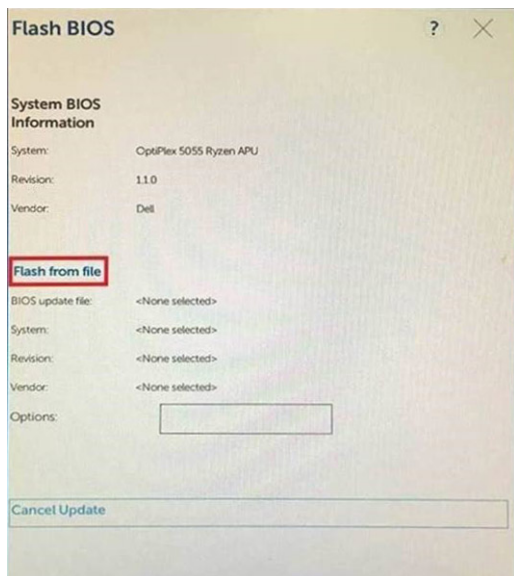 Flash BIOS ?
System BIOS
Information
System: OptiPlex 5055 Ryzen APU
Revision: 1.1.0
Vendor: Dell
Flash from file
BIOS update file: <None selected>
System: <None selected>
Revision: <None selected>
Vendor: <None selected>
Options:
Cancel Update